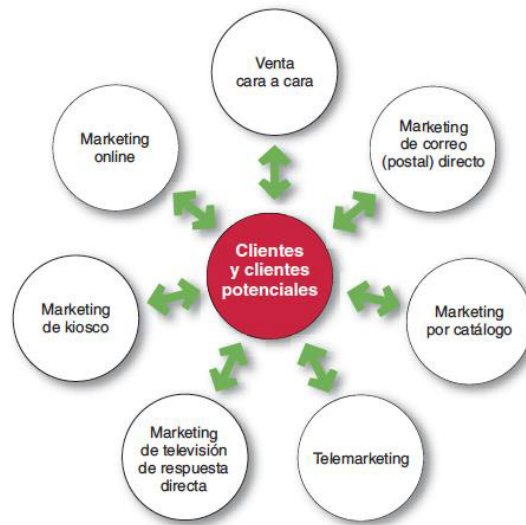 Venta
cara a cara
Marketing
de correo
(postal) directo
Marketing
por catálogo
Telemarketing
Marketing
de televisión
de respuesta
directa
Marketing
de kiosco
Marketing
online
Clientes
y clientes
potenciales